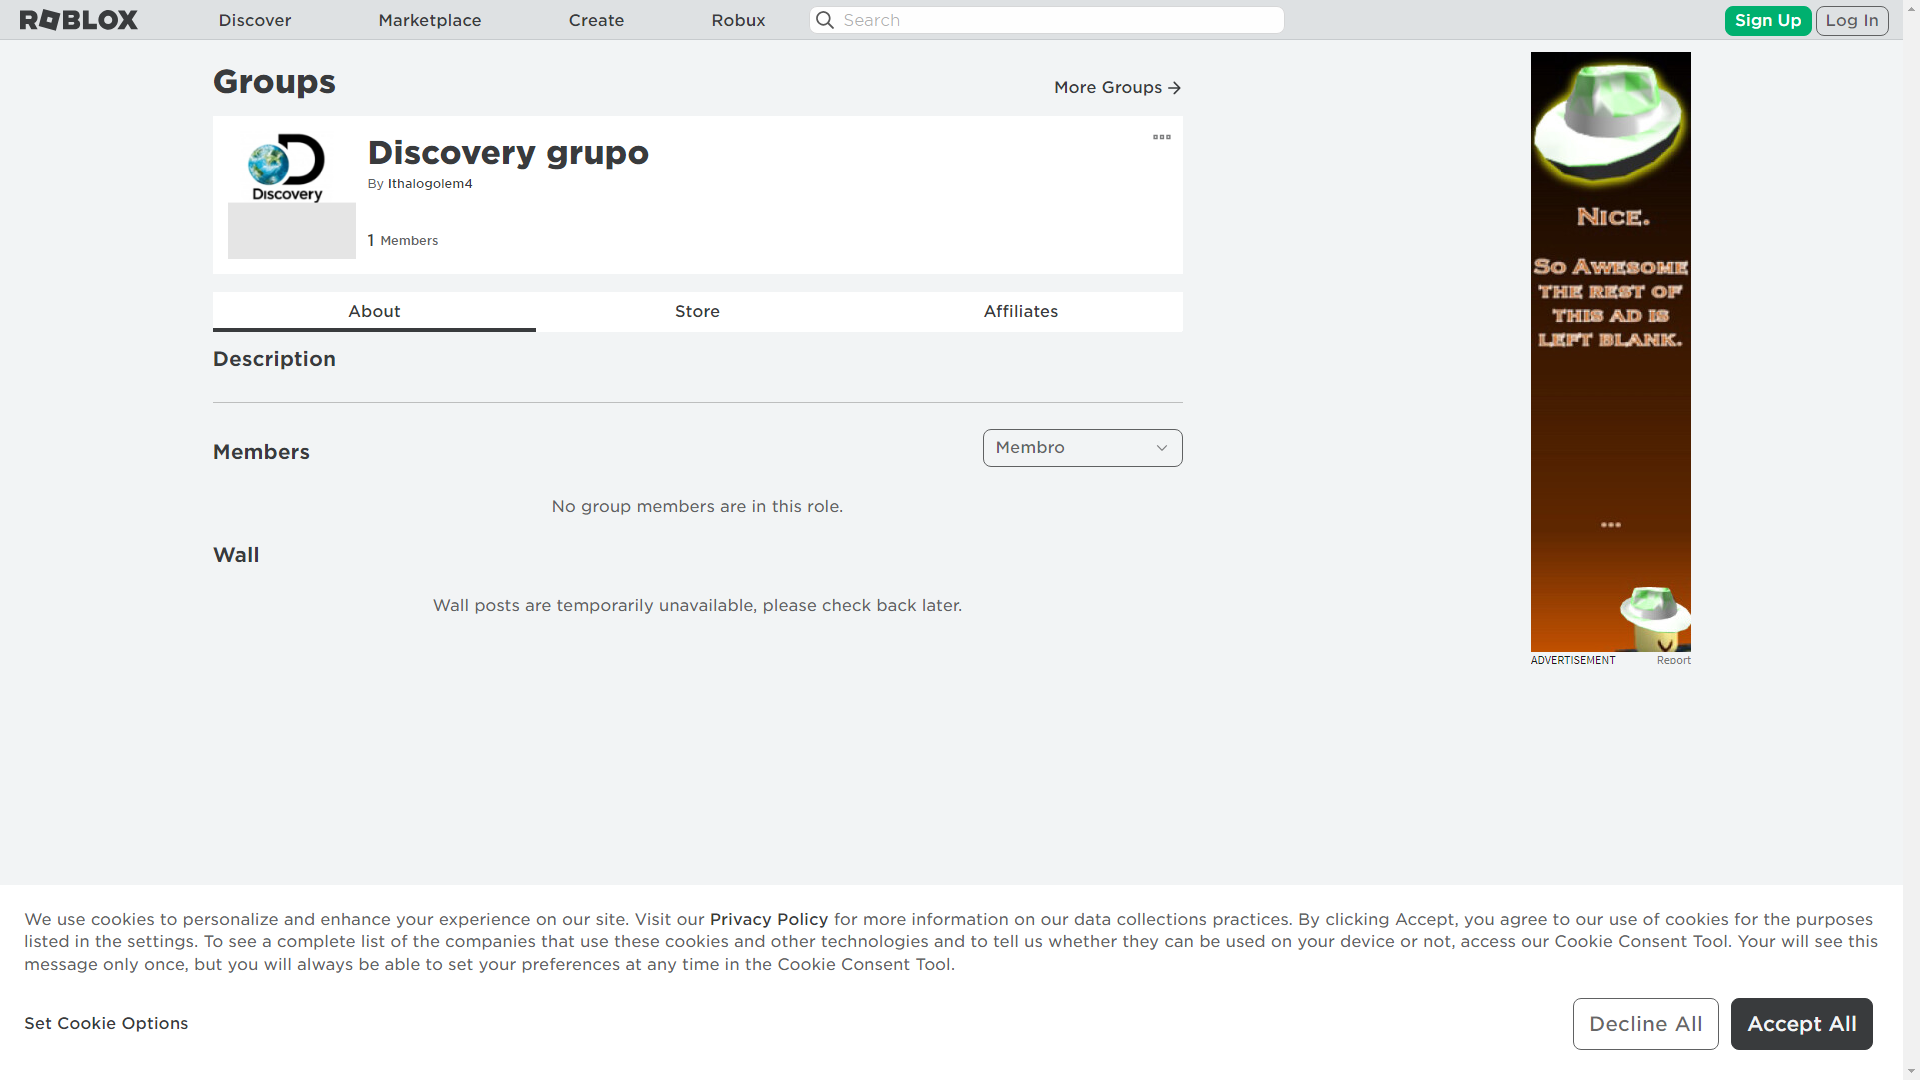 ROBLOX
Discover
Marketplace
Create
Robux
Search
Sign Up
Log In
Groups
More Groups
Discovery
Discovery grupo
By Ithalogolem4
1 Members
About
Store
Affiliates
Description
Members
Membro
No group members are in this role.
Wall
Wall posts are temporarily unavailable, please check back later.
NICE.
SO AWESOME
THE REST OF
THIS AD IS
LEFT BLANK.
...
ADVERTISEMENT
Report
We use cookies to personalize and enhance your experience on our site. Visit our Privacy Policy for more information on our data collections practices. By clicking Accept, you agree to our use of cookies for the purposes
listed in the settings. To see a complete list of the companies that use these cookies and other technologies and to tell us whether they can be used on your device or not, access our Cookie Consent Tool. Your will see this
message only once, but you will always be able to set your preferences at any time in the Cookie Consent Tool.
Set Cookie Options
Decline All
Accept All